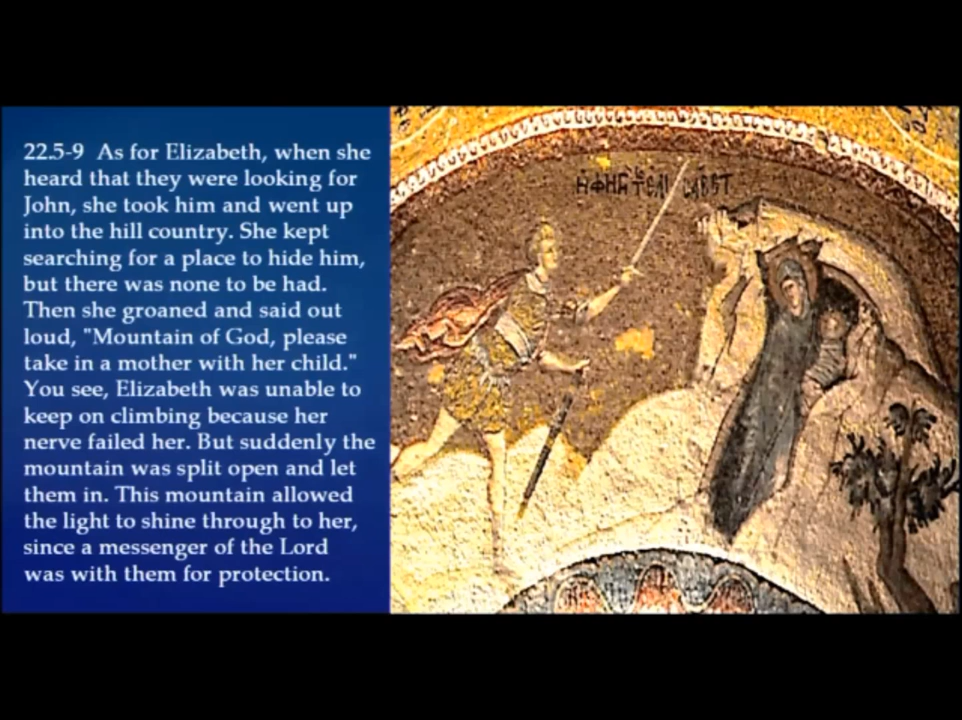 22.5-9 As for Elizabeth, when she
heard that they were looking for
John, she took him and went up
into the hill country. She kept
searching for a place to hide him,
but there was none to be had.
Then she groaned and said out
loud, "Mountain of God, please
take in a mother with her child."
You see, Elizabeth was unable to
keep on climbing because her
nerve failed her. But suddenly the
mountain was split open and let
them in. This mountain allowed
the light to shine through to her,
since a messenger of the Lord
was with them for protection.